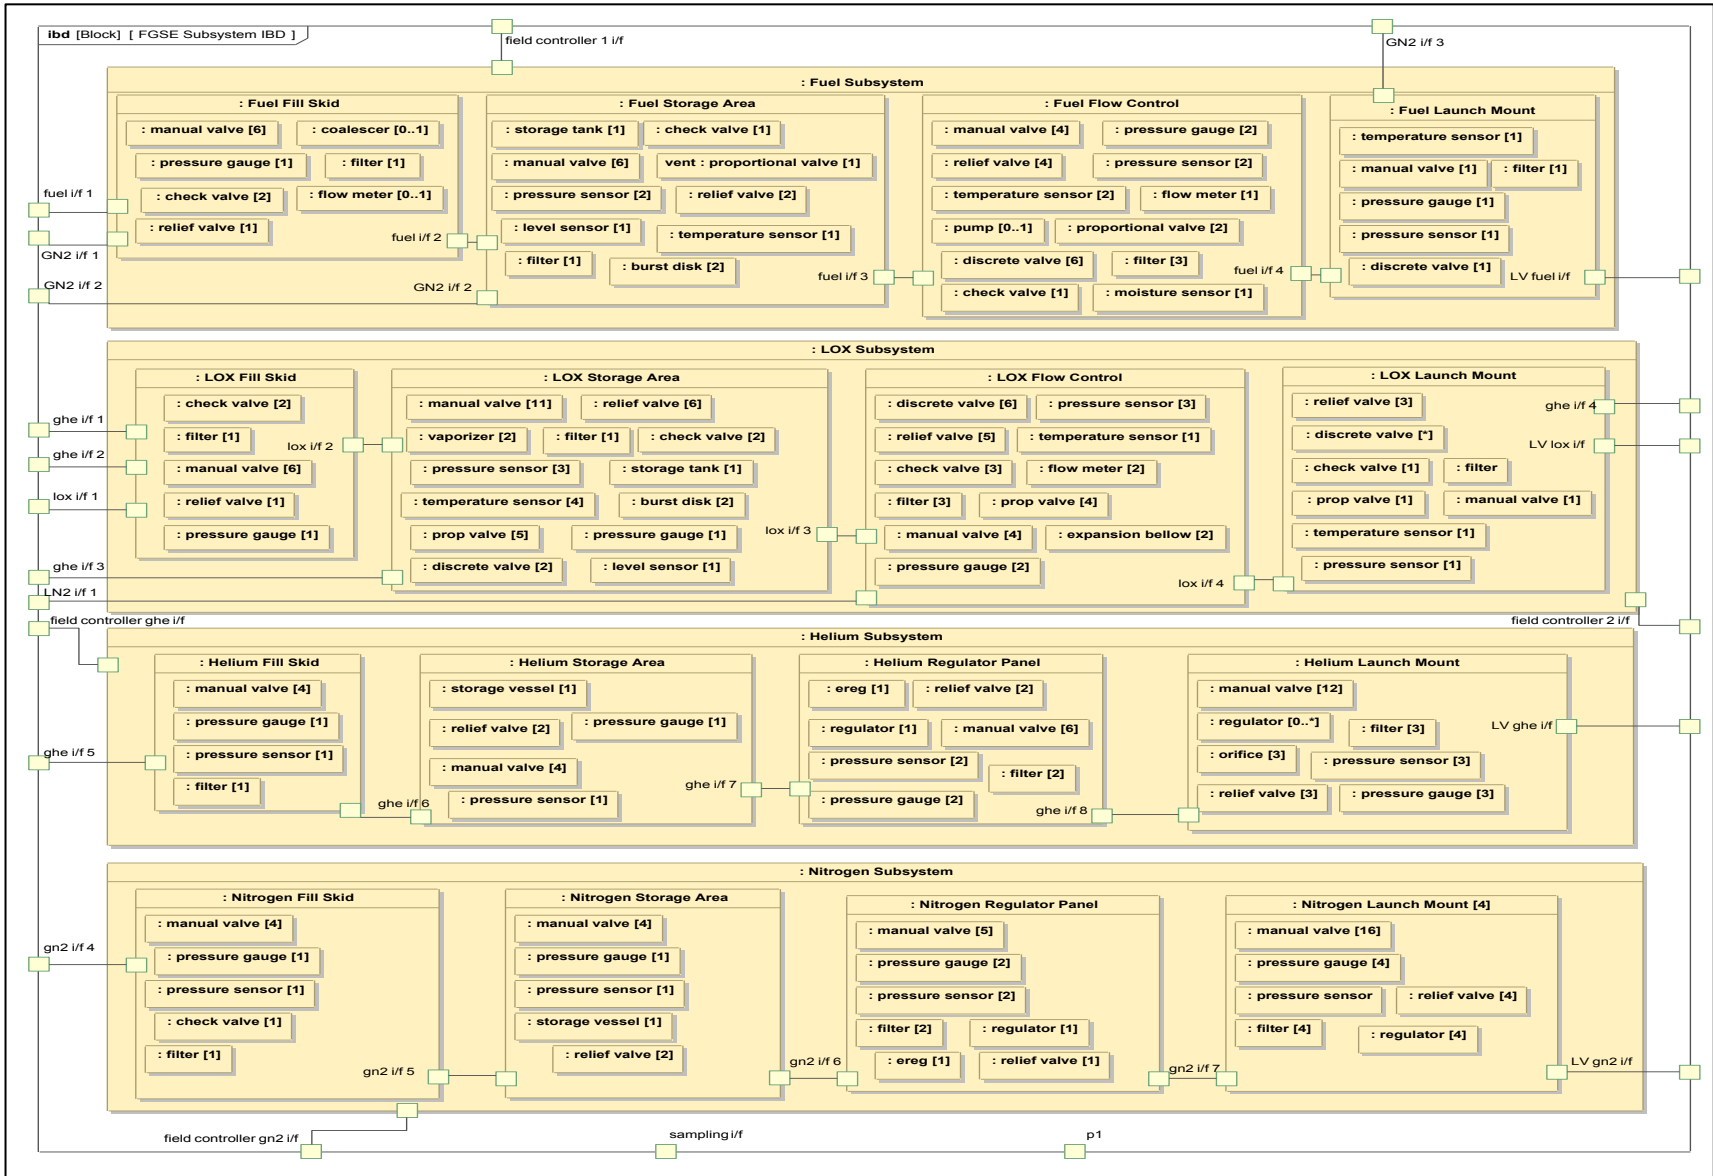 ibd [Block] [ FGSE Subsystem IBD ]
field controller 1 i/f
GN2 i/f 3
: Fuel Subsystem
: Fuel Fill Skid
: manual valve [6]
: coalescer [0..1]
: pressure gauge [1]
: filter [1]
: check valve [2]
: flow meter [0..1]
: relief valve [1]
fuel i/f 1
GN2 i/f 1
GN2 i/f 2
fuel i/f 2
: Fuel Storage Area
: storage tank [1]
: check valve [1]
: manual valve [6]
vent : proportional valve [1]
: pressure sensor [2]
: relief valve [2]
: level sensor [1]
: temperature sensor [1]
: filter [1]
: burst disk [2]
GN2 i/f 2
fuel i/f 3
: Fuel Flow Control
: manual valve [4]
: pressure gauge [2]
: relief valve [4]
: pressure sensor [2]
: temperature sensor [2]
: flow meter [1]
: pump [0..1]
: proportional valve [2]
: discrete valve [6]
: filter [3]
: check valve [1]
: moisture sensor [1]
fuel i/f 4
: Fuel Launch Mount
: temperature sensor [1]
: manual valve [1]
: filter [1]
: pressure gauge [1]
: pressure sensor [1]
: discrete valve [1]
LV fuel i/f
: LOX Subsystem
: LOX Fill Skid
: check valve [2]
: filter [1]
: manual valve [6]
: relief valve [1]
: pressure gauge [1]
ghe i/f 1
ghe i/f 2
lox i/f 1
ghe i/f 3
LN2 i/f 1
lox i/f 2
: LOX Storage Area
: manual valve [11]
: relief valve [6]
: vaporizer [2]
: filter [1]
: check valve [2]
: pressure sensor [3]
: storage tank [1]
: temperature sensor [4]
: burst disk [2]
: prop valve [5]
: pressure gauge [1]
: discrete valve [2]
: level sensor [1]
lox i/f 3
: LOX Flow Control
: discrete valve [6]
: pressure sensor [3]
: relief valve [5]
: temperature sensor [1]
: check valve [3]
: flow meter [2]
: filter [3]
: prop valve [4]
: manual valve [4]
: expansion bellow [2]
: pressure gauge [2]
lox i/f 4
: LOX Launch Mount
: relief valve [3]
: discrete valve [*]
: check valve [1]
: filter
: prop valve [1]
: manual valve [1]
: temperature sensor [1]
: pressure sensor [1]
ghe i/f 4
LV lox i/f
field controller ghe i/f
field controller 2 i/f
: Helium Subsystem
: Helium Fill Skid
: manual valve [4]
: pressure gauge [1]
: pressure sensor [1]
: filter [1]
ghe i/f 5
ghe i/f 6
: Helium Storage Area
: storage vessel [1]
: relief valve [2]
: pressure gauge [1]
: manual valve [4]
: pressure sensor [1]
ghe i/f 7
: Helium Regulator Panel
: ereg [1]
: relief valve [2]
: regulator [1]
: manual valve [6]
: pressure sensor [2]
: filter [2]
: pressure gauge [2]
ghe i/f 8
: Helium Launch Mount
: manual valve [12]
: regulator [0..*]
: filter [3]
: orifice [3]
: pressure sensor [3]
: relief valve [3]
: pressure gauge [3]
LV ghe i/f
: Nitrogen Subsystem
: Nitrogen Fill Skid
: manual valve [4]
: pressure gauge [1]
: pressure sensor [1]
: check valve [1]
: filter [1]
gn2 i/f 4
gn2 i/f 5
: Nitrogen Storage Area
: manual valve [4]
: pressure gauge [1]
: pressure sensor [1]
: storage vessel [1]
: relief valve [2]
gn2 i/f 6
: Nitrogen Regulator Panel
: manual valve [5]
: pressure gauge [2]
: pressure sensor [2]
: filter [2]
: regulator [1]
: ereg [1]
: relief valve [1]
gn2 i/f 7
: Nitrogen Launch Mount [4]
: manual valve [16]
: pressure gauge [4]
: pressure sensor
: relief valve [4]
: filter [4]
: regulator [4]
LV gn2 i/f
field controller gn2 i/f
sampling i/f
p1